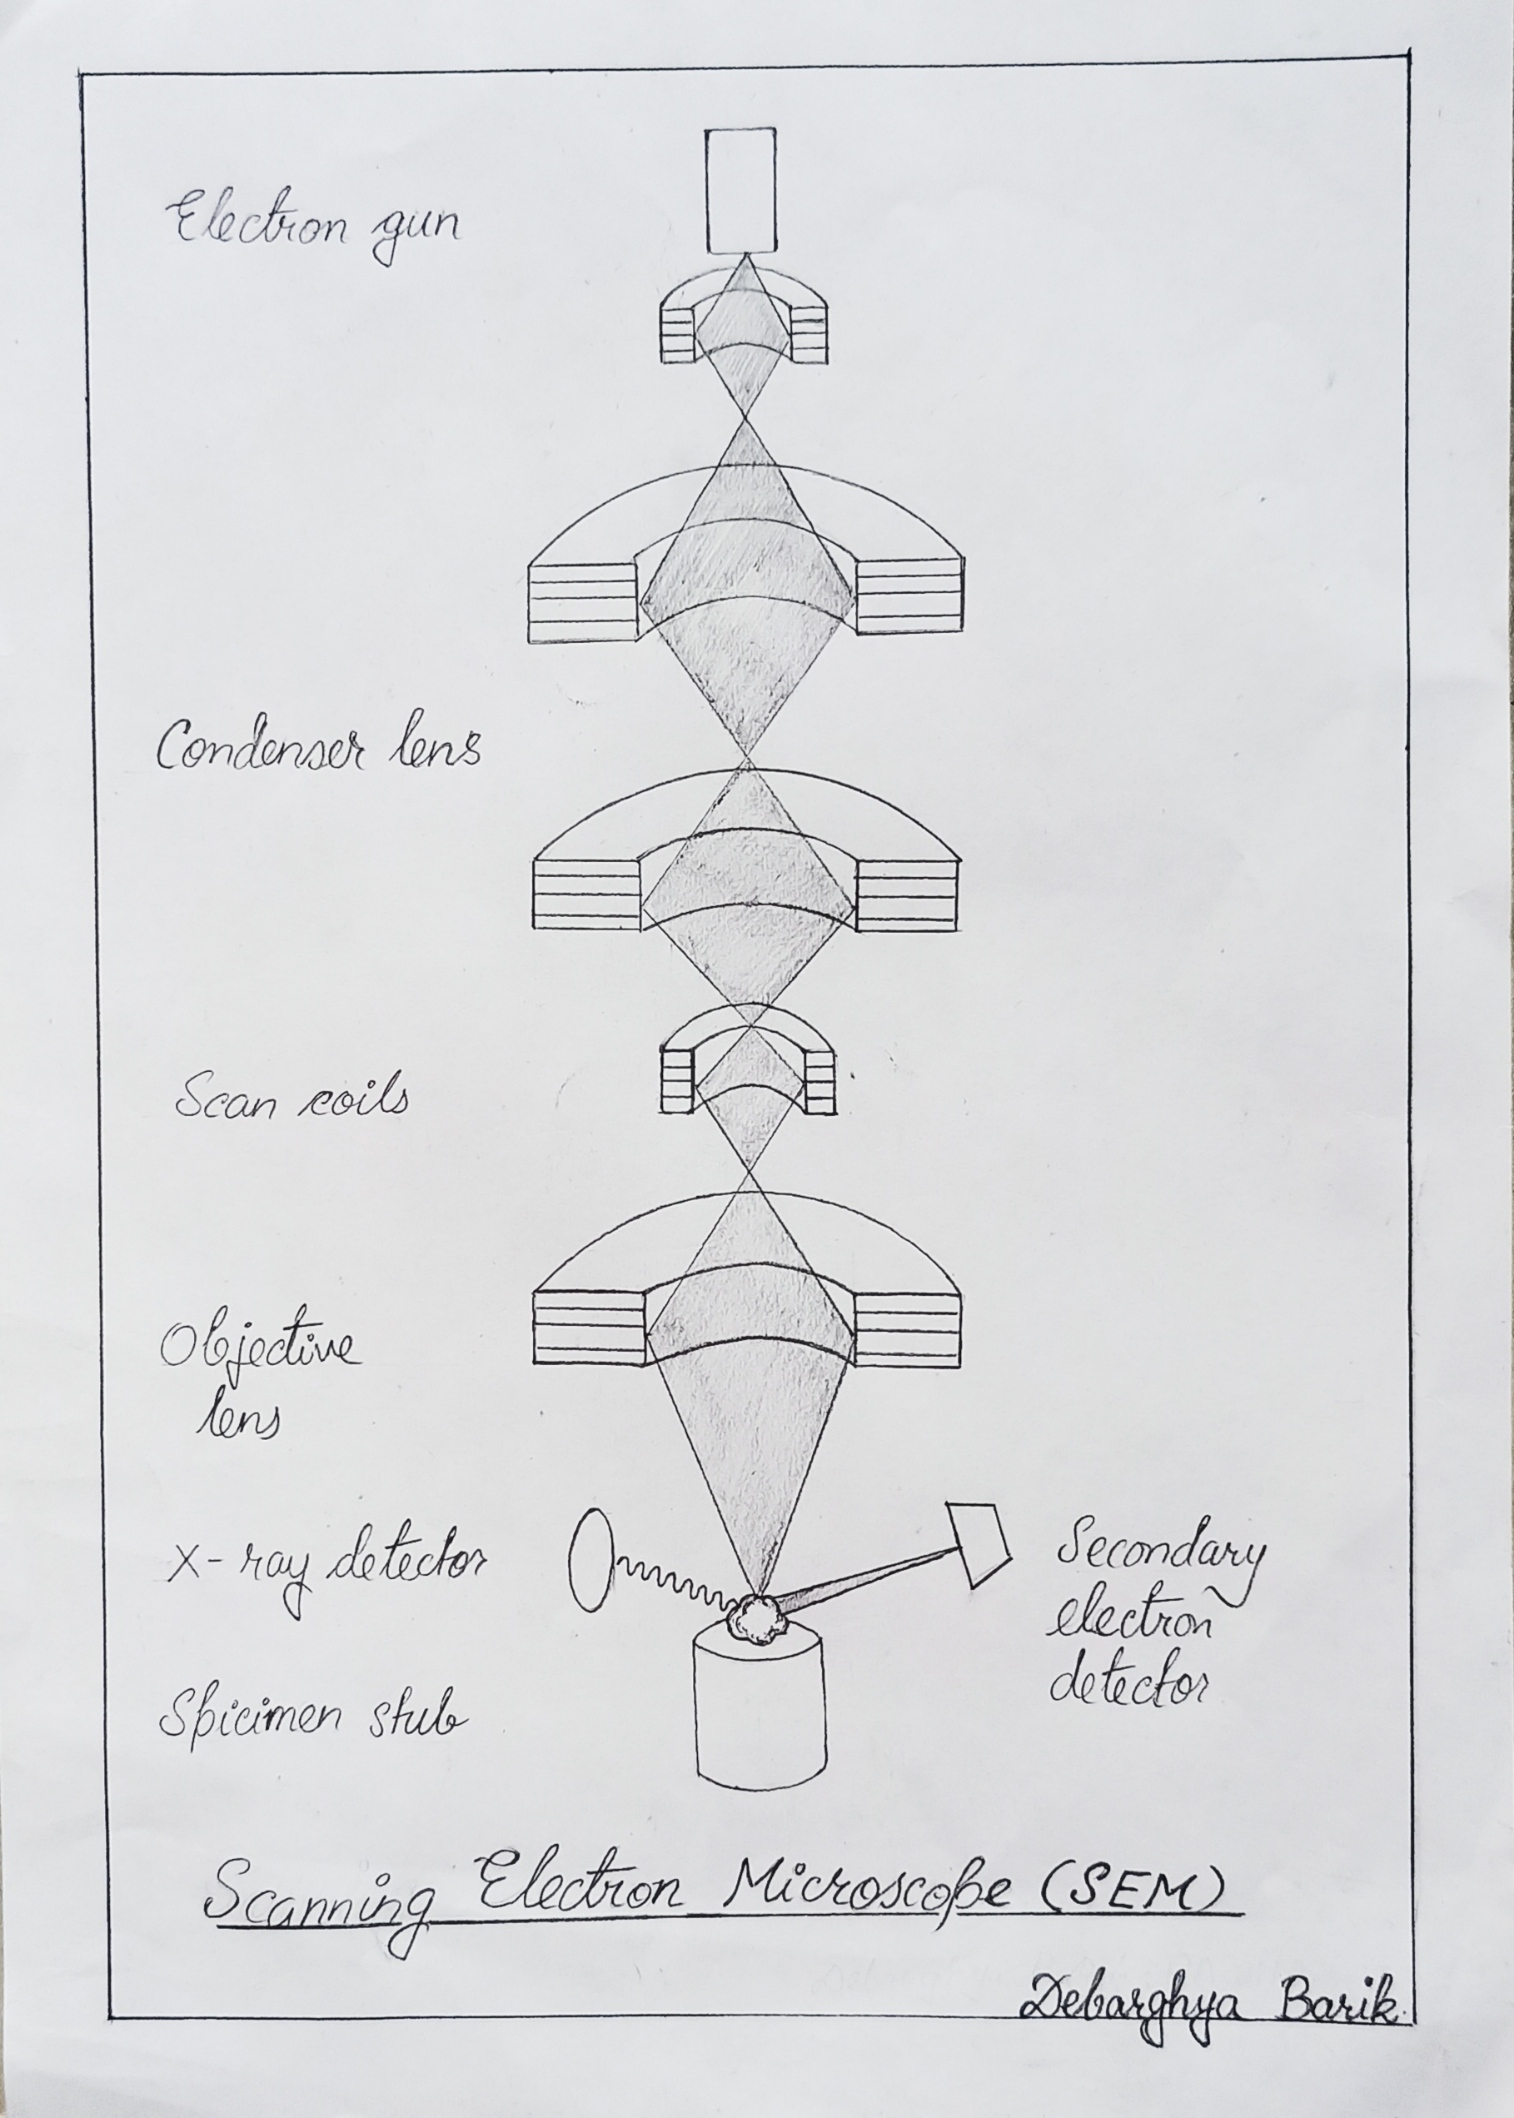 Electron gun
Condenser lens
Scan coils
Objective
lens
X-ray detector
Secondary
electron
detector
Spicimen stub
Scanning Electron Microscope (SEM)
Debarghya Barik